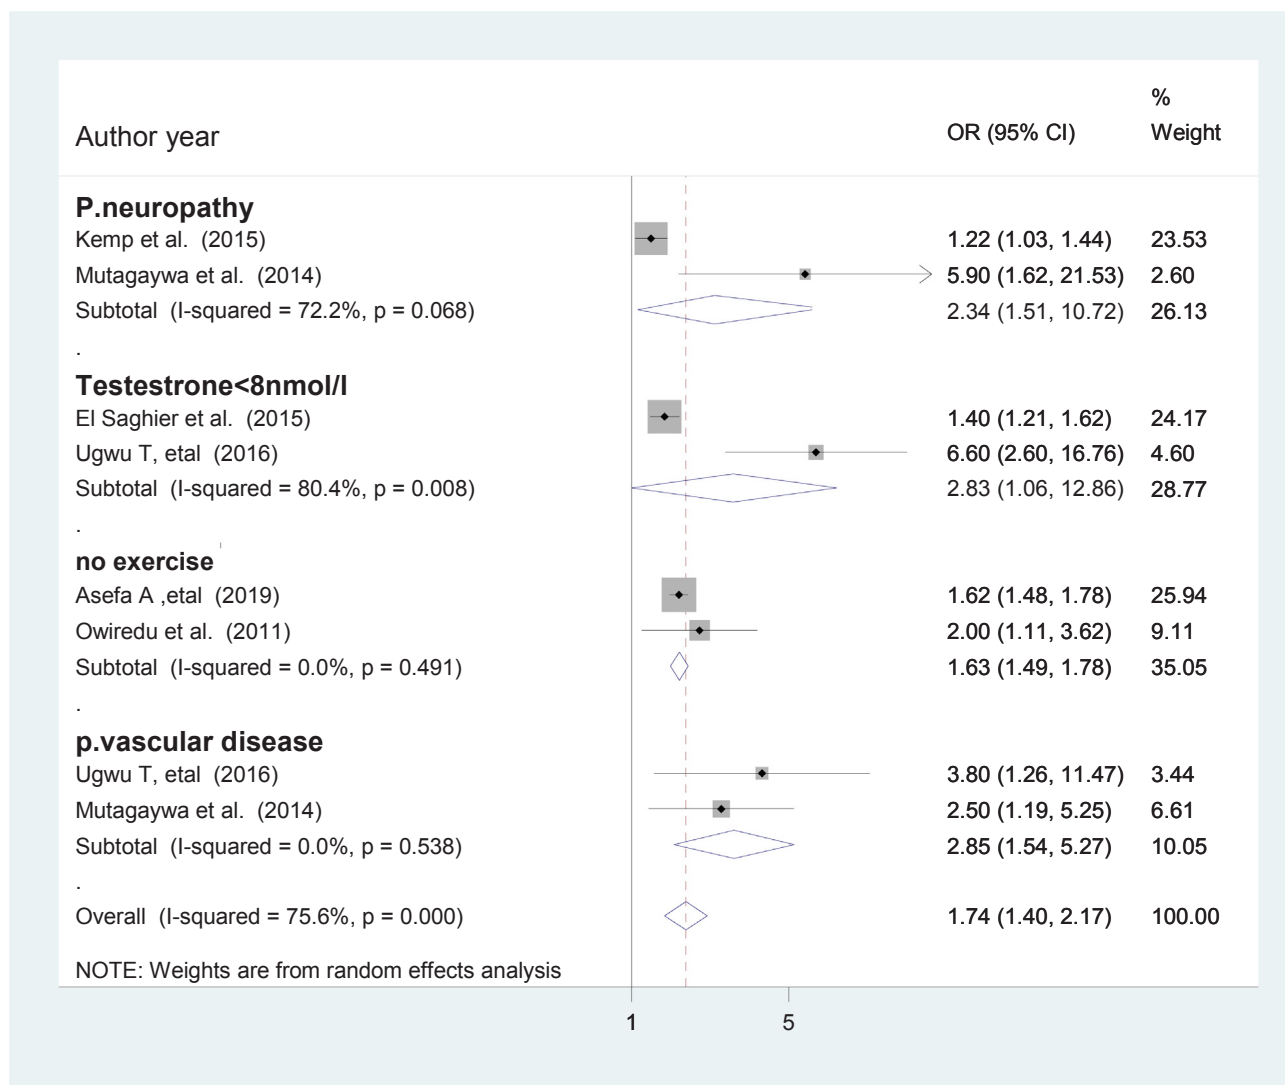 %
Author year OR (95% CI) Weight
P.neuropathy
Kemp et al. (2015) 1.22 (1.03, 1.44) 23.53
Mutagaywa et al. (2014) 5.90 (1.62, 21.53) 2.60
Subtotal (I-squared = 72.2%, p = 0.068) 2.34 (1.51, 10.72) 26.13
.
Testestrone<8nmol/l
El Saghier et al. (2015) 1.40 (1.21, 1.62) 24.17
Ugwu T, etal (2016) 6.60 (2.60, 16.76) 4.60
Subtotal (I-squared = 80.4%, p = 0.008) 2.83 (1.06, 12.86) 28.77
.
no exercise
Asefa A ,etal (2019) 1.62 (1.48, 1.78) 25.94
Owiredu et al. (2011) 2.00 (1.11, 3.62) 9.11
Subtotal (I-squared = 0.0%, p = 0.491) 1.63 (1.49, 1.78) 35.05
.
p.vascular disease
Ugwu T, etal (2016) 3.80 (1.26, 11.47) 3.44
Mutagaywa et al. (2014) 2.50 (1.19, 5.25) 6.61
Subtotal (I-squared = 0.0%, p = 0.538) 2.85 (1.54, 5.27) 10.05
.
Overall (I-squared = 75.6%, p = 0.000) 1.74 (1.40, 2.17) 100.00
NOTE: Weights are from random effects analysis
1 5